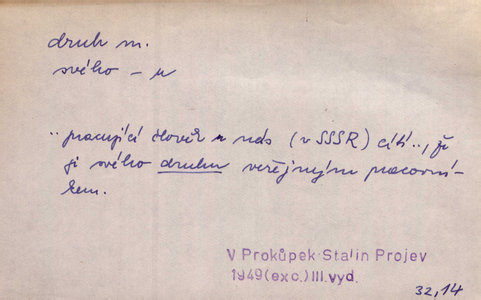 druh m.
svého – u
„pracující člověk u nás (v SSSR) cítí.., že
je svého druhu veřejným pracovní-
kem.
V Prokůpek Stalin Projev
1949(exc.)III.vyd.
32,14